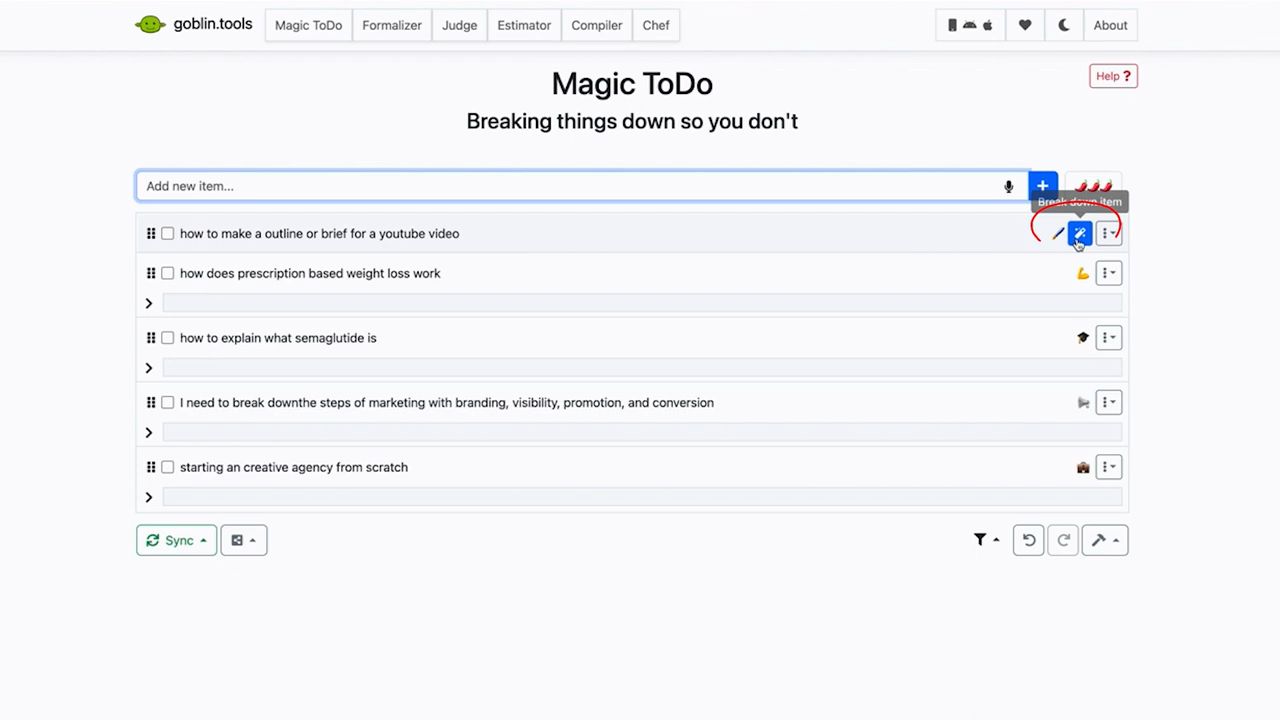 goblin.tools Magic ToDo Formalizer Judge Estimator Compiler Chef About
Help ?
Magic ToDo
Breaking things down so you don't
Add new item...
Break down item
how to make a outline or brief for a youtube video
how does prescription based weight loss work
how to explain what semaglutide is
I need to break downthe steps of marketing with branding, visibility, promotion, and conversion
starting an creative agency from scratch
Sync